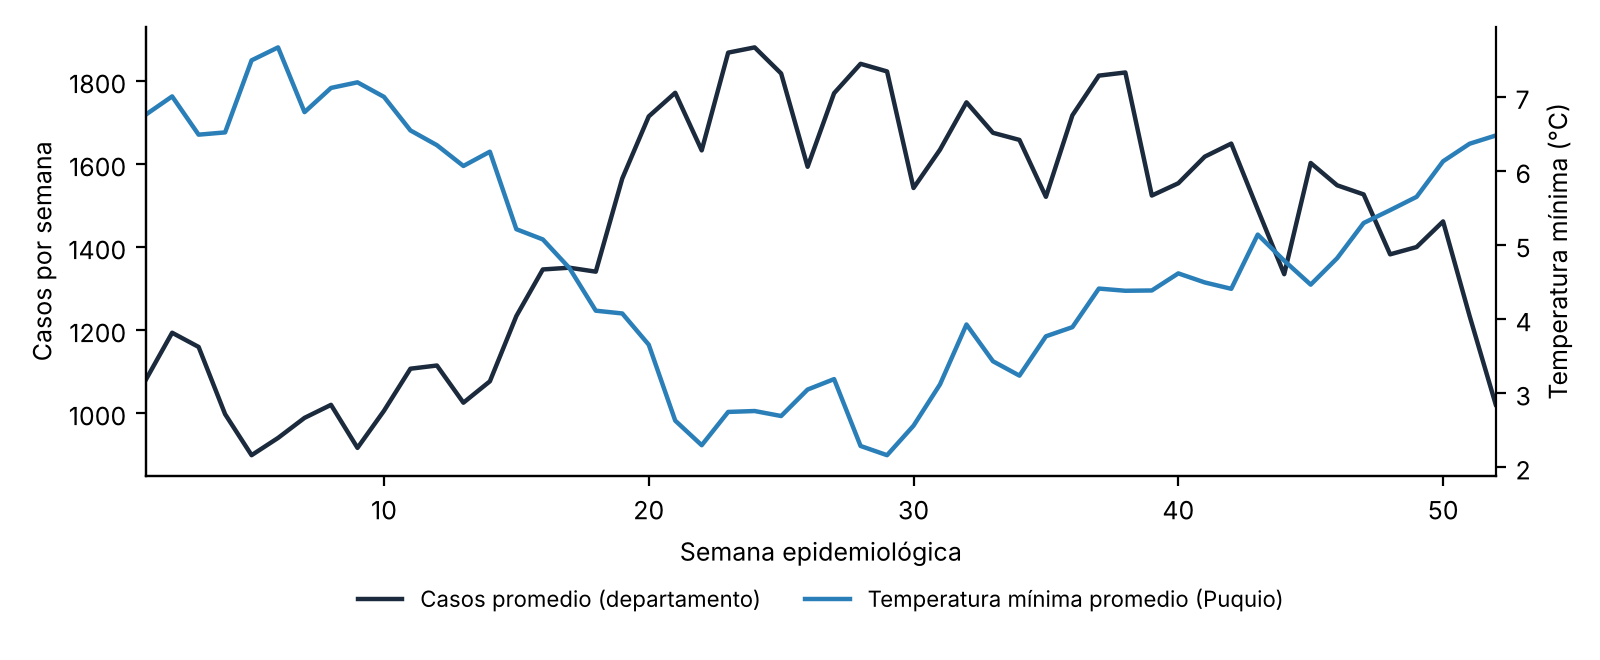 Casos por semana
1800
1600
1400
1200
1000
7
6
5
4
3
2
Temperatura mínima (°C)
10 20 30 40 50
Semana epidemiológica
Casos promedio (departamento) Temperatura mínima promedio (Puquio)